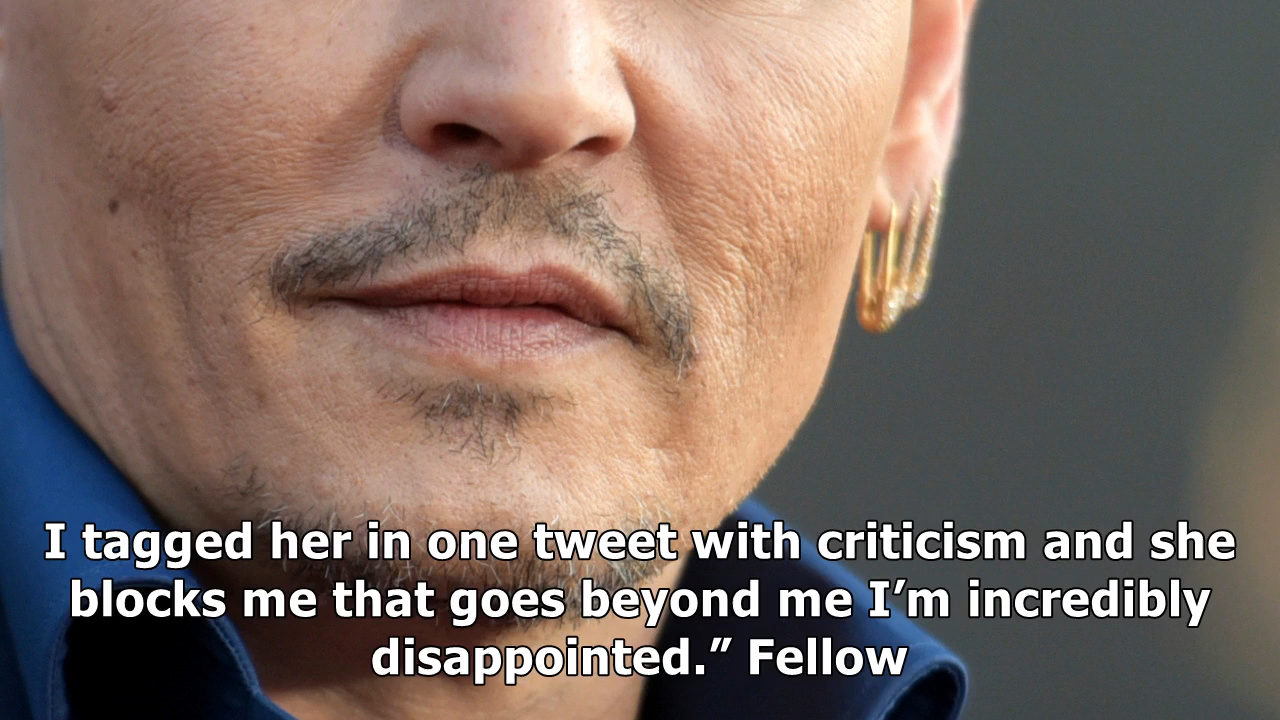 I tagged her in one tweet with criticism and she
blocks me that goes beyond me I’m incredibly
disappointed.” Fellow